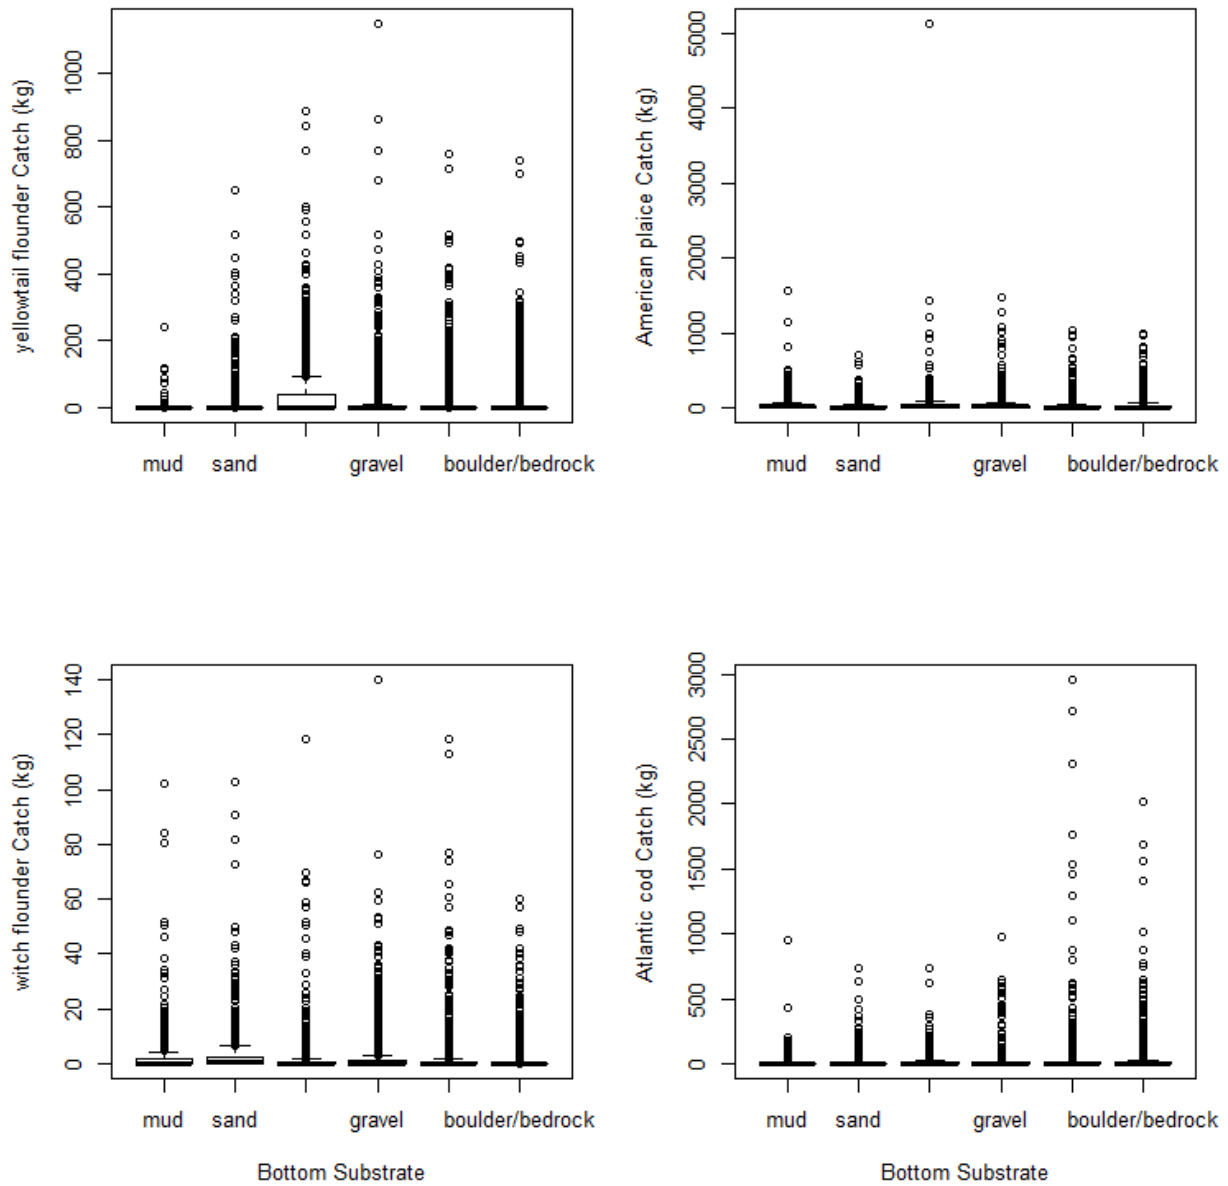 yellowtail flounder Catch (kg)
0 200 400 600 800 1000
mud sand gravel boulder/bedrock
American plaice Catch (kg)
0 1000 2000 3000 4000 5000
mud sand gravel boulder/bedrock
witch flounder Catch (kg)
0 20 40 60 80 100 120 140
mud sand gravel boulder/bedrock
Bottom Substrate
Atlantic cod Catch (kg)
0 500 1000 1500 2000 2500 3000
mud sand gravel boulder/bedrock
Bottom Substrate